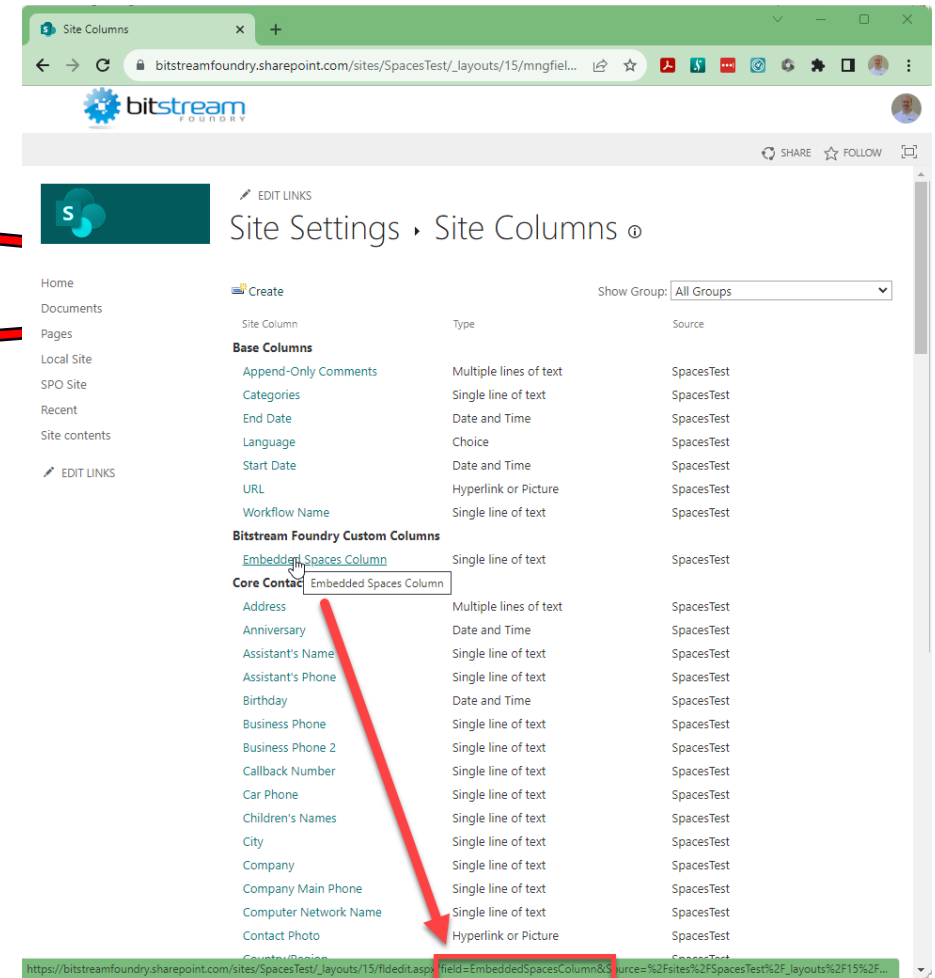 Site Columns
bitstreamfoundry.sharepoint.com/sites/SpacesTest/_layouts/15/mngfiel...
bitstream
FOUNDRY
SHARE FOLLOW
EDIT LINKS
Site Settings › Site Columns
Home
Documents
Pages
Local Site
SPO Site
Recent
Site contents
EDIT LINKS
Create Show Group: All Groups
Site Column Type Source
Base Columns
Append-Only Comments Multiple lines of text SpacesTest
Categories Single line of text SpacesTest
End Date Date and Time SpacesTest
Language Choice SpacesTest
Start Date Date and Time SpacesTest
URL Hyperlink or Picture SpacesTest
Workflow Name Single line of text SpacesTest
Bitstream Foundry Custom Columns
Embedded Spaces Column Single line of text SpacesTest
Core Contac
Embedded Spaces Column
Address Multiple lines of text SpacesTest
Anniversary Date and Time SpacesTest
Assistant's Name Single line of text SpacesTest
Assistant's Phone Single line of text SpacesTest
Birthday Date and Time SpacesTest
Business Phone Single line of text SpacesTest
Business Phone 2 Single line of text SpacesTest
Callback Number Single line of text SpacesTest
Car Phone Single line of text SpacesTest
Children's Names Single line of text SpacesTest
City Single line of text SpacesTest
Company Single line of text SpacesTest
Company Main Phone Single line of text SpacesTest
Computer Network Name Single line of text SpacesTest
Contact Photo Hyperlink or Picture SpacesTest
https://bitstreamfoundry.sharepoint.com/sites/SpacesTest/_layouts/15/fldedit.aspx?field=EmbeddedSpacesColumn&Source=%2Fsites%2FSpacesTest%2F_layouts%2F15%2F...